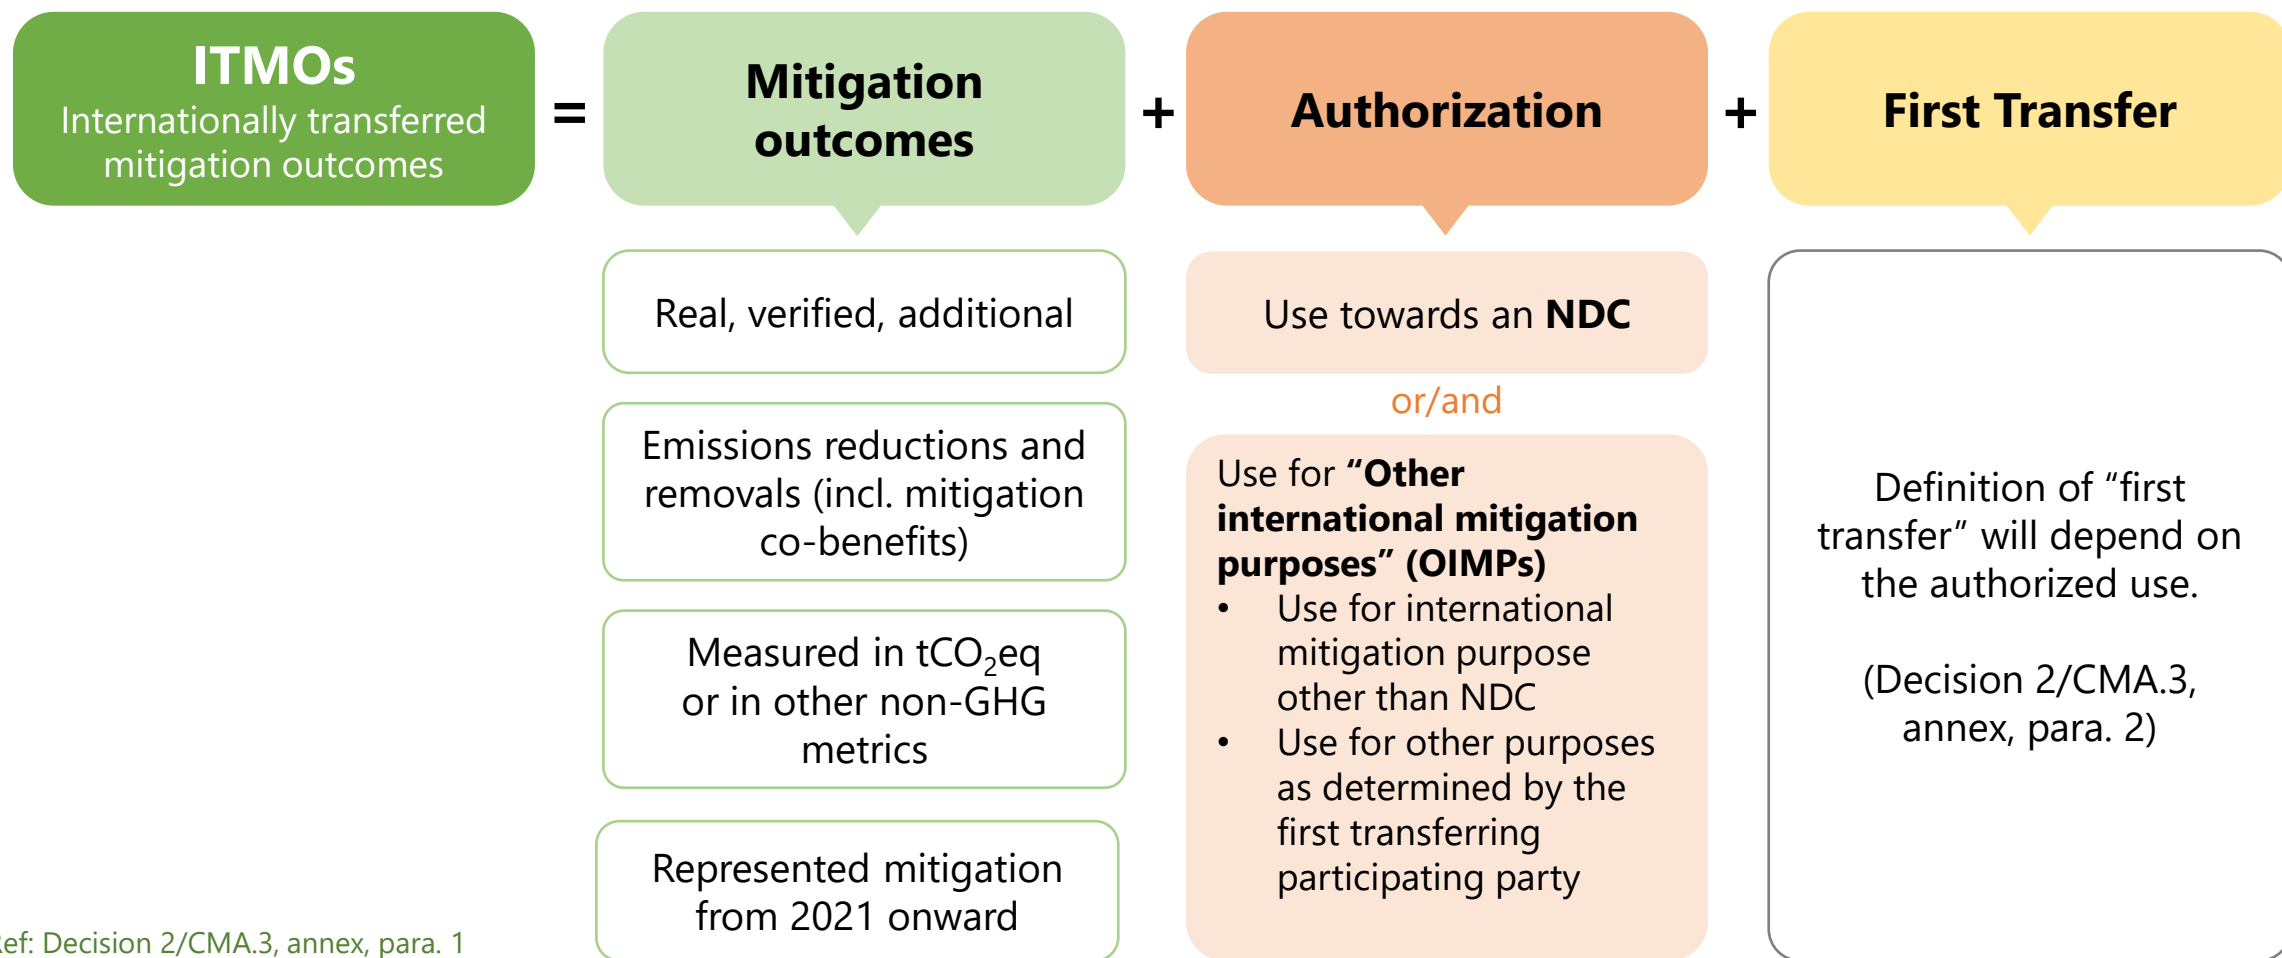 ITMOs
Internationally transferred
mitigation outcomes
=
Mitigation
outcomes
+
Authorization
+
First Transfer
Real, verified, additional
Emissions reductions and
removals (incl. mitigation
co-benefits)
Measured in tCO₂eq
or in other non-GHG
metrics
Represented mitigation
from 2021 onward
Use towards an NDC
or/and
Use for “Other
international mitigation
purposes” (OIMPs)
• Use for international
mitigation purpose
other than NDC
• Use for other purposes
as determined by the
first transferring
participating party
Definition of “first
transfer” will depend on
the authorized use.
(Decision 2/CMA.3,
annex, para. 2)
Ref: Decision 2/CMA.3, annex, para. 1